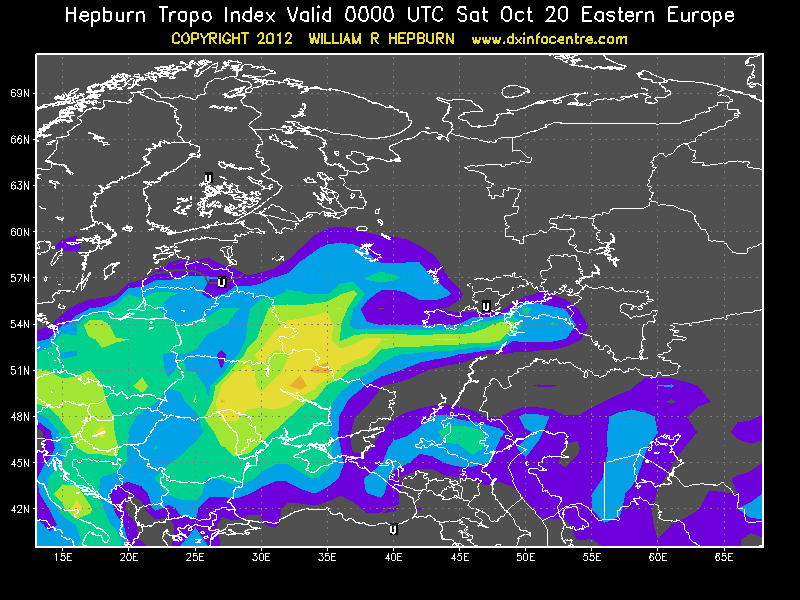 Hepburn Tropo Index Valid 0000 UTC Sat Oct 20 Eastern Europe
COPYRIGHT 2012 WILLIAM R HEPBURN www.dxinfocentre.com
69N
66N
63N
U
60N
57N
U
U
54N
51N
48N
45N
42N
U
15E 20E 25E 30E 35E 40E 45E 50E 55E 60E 65E